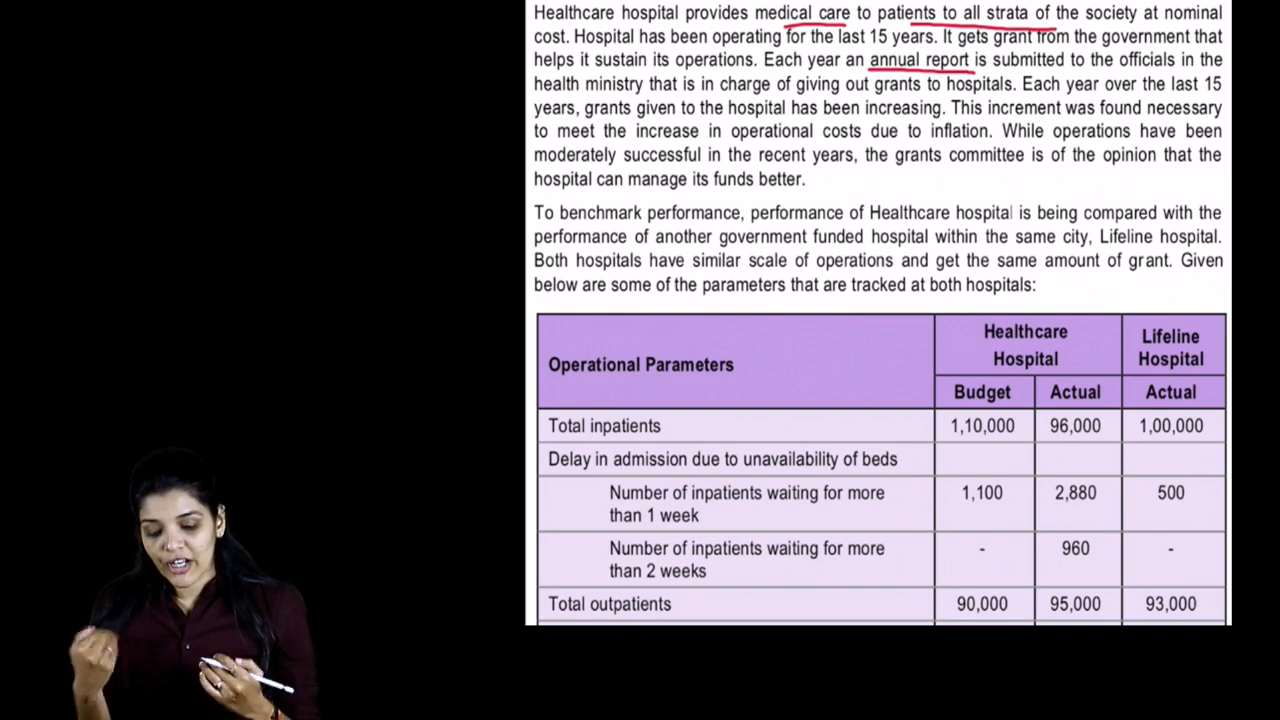 Healthcare hospital provides medical care to patients to all strata of the society at nominal
cost. Hospital has been operating for the last 15 years. It gets grant from the government that
helps it sustain its operations. Each year an annual report is submitted to the officials in the
health ministry that is in charge of giving out grants to hospitals. Each year over the last 15
years, grants given to the hospital has been increasing. This increment was found necessary
to meet the increase in operational costs due to inflation. While operations have been
moderately successful in the recent years, the grants committee is of the opinion that the
hospital can manage its funds better.
To benchmark performance, performance of Healthcare hospital is being compared with the
performance of another government funded hospital within the same city, Lifeline hospital.
Both hospitals have similar scale of operations and get the same amount of grant. Given
below are some of the parameters that are tracked at both hospitals:
Operational Parameters
Healthcare
Hospital
Lifeline
Hospital
Budget Actual Actual
Total inpatients 1,10,000 96,000 1,00,000
Delay in admission due to unavailability of beds
Number of inpatients waiting for more
than 1 week
1,100 2,880 500
Number of inpatients waiting for more
than 2 weeks
- 960 -
Total outpatients 90,000 95,000 93,000